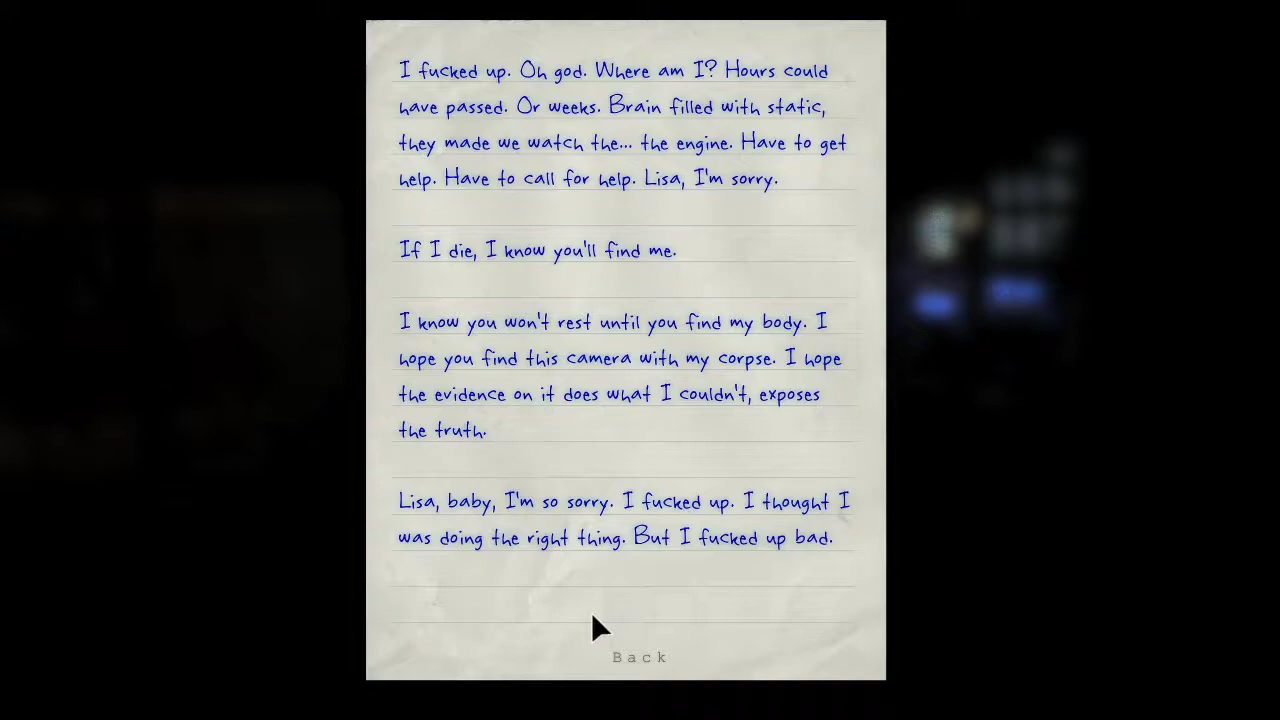 I fucked up. Oh god. Where am I? Hours could
have passed. Or weeks. Brain filled with static,
they made we watch the... the engine. Have to get
help. Have to call for help. Lisa, I'm sorry.
If I die, I know you'll find me.
I know you won't rest until you find my body. I
hope you find this camera with my corpse. I hope
the evidence on it does what I couldn't, exposes
the truth.
Lisa, baby, I'm so sorry. I fucked up. I thought I
was doing the right thing. But I fucked up bad.
Back